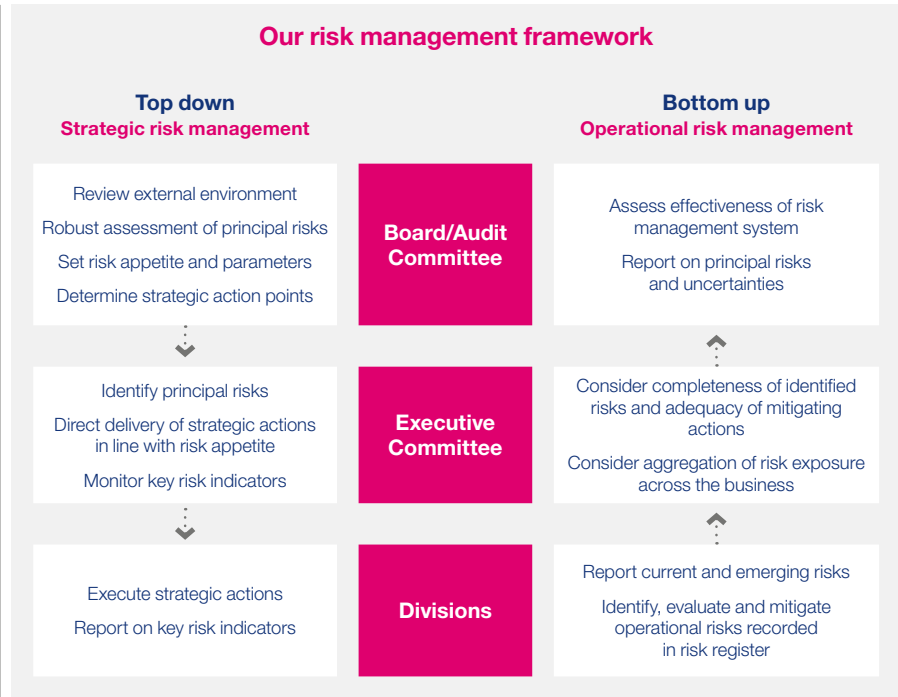 Our risk management framework
Top down
Strategic risk management
Bottom up
Operational risk management
Review external environment
Robust assessment of principal risks
Set risk appetite and parameters
Determine strategic action points
Board/Audit
Committee
Assess effectiveness of risk
management system
Report on principal risks
and uncertainties
Identify principal risks
Direct delivery of strategic actions
in line with risk appetite
Monitor key risk indicators
Executive
Committee
Consider completeness of identified
risks and adequacy of mitigating
actions
Consider aggregation of risk exposure
across the business
Execute strategic actions
Report on key risk indicators
Divisions
Report current and emerging risks
Identify, evaluate and mitigate
operational risks recorded
in risk register